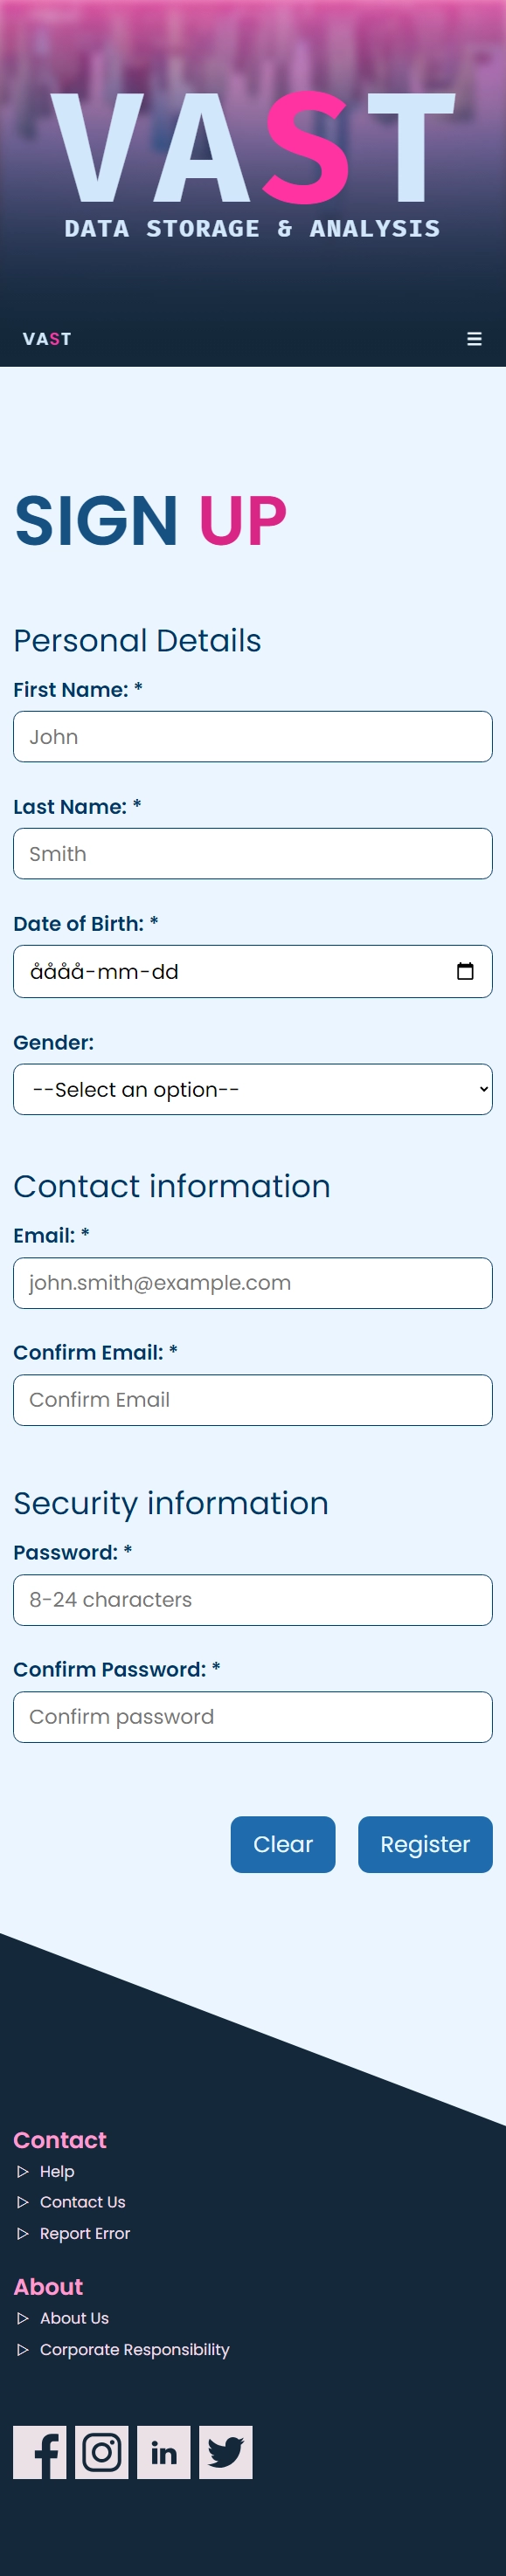 VAST
DATA STORAGE & ANALYSIS
VAST
SIGN UP
Personal Details
First Name: *
John
Last Name: *
Smith
Date of Birth: *
åååå-mm-dd
Gender:
--Select an option--
Contact information
Email: *
john.smith@example.com
Confirm Email: *
Confirm Email
Security information
Password: *
8-24 characters
Confirm Password: *
Confirm password
Clear Register
Contact
Help
Contact Us
Report Error
About
About Us
Corporate Responsibility